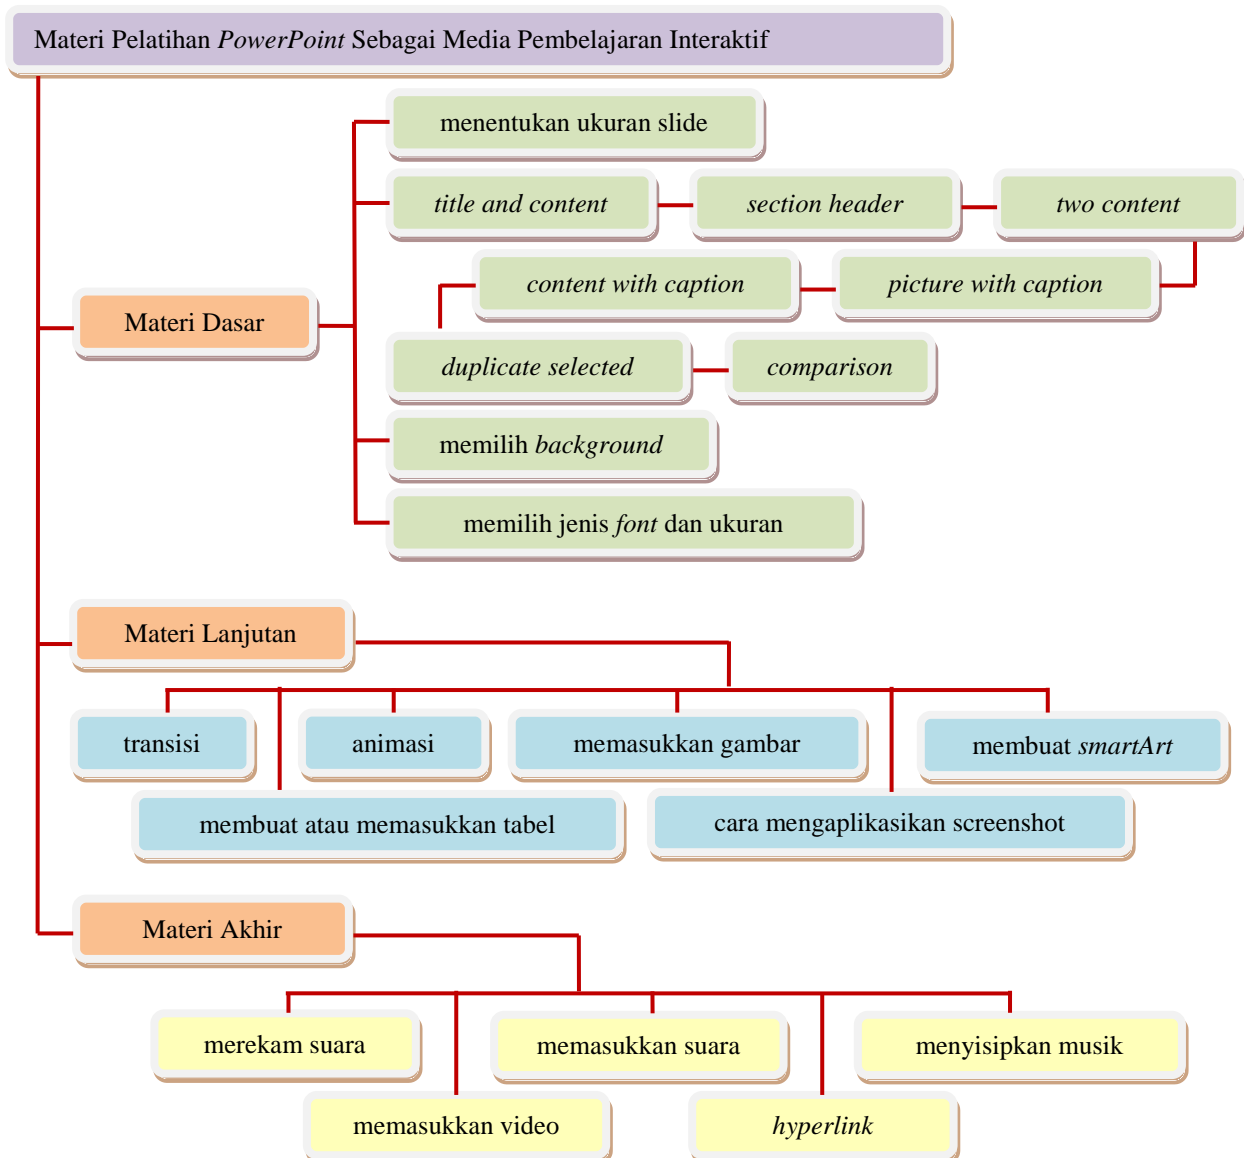 Materi Pelatihan PowerPoint Sebagai Media Pembelajaran Interaktif
Materi Dasar
menentukan ukuran slide
title and content
section header
two content
picture with caption
content with caption
duplicate selected
comparison
memilih background
memilih jenis font dan ukuran
Materi Lanjutan
transisi
membuat atau memasukkan tabel
animasi
memasukkan gambar
cara mengaplikasikan screenshot
membuat smartArt
Materi Akhir
merekam suara
memasukkan video
memasukkan suara
hyperlink
menyisipkan musik